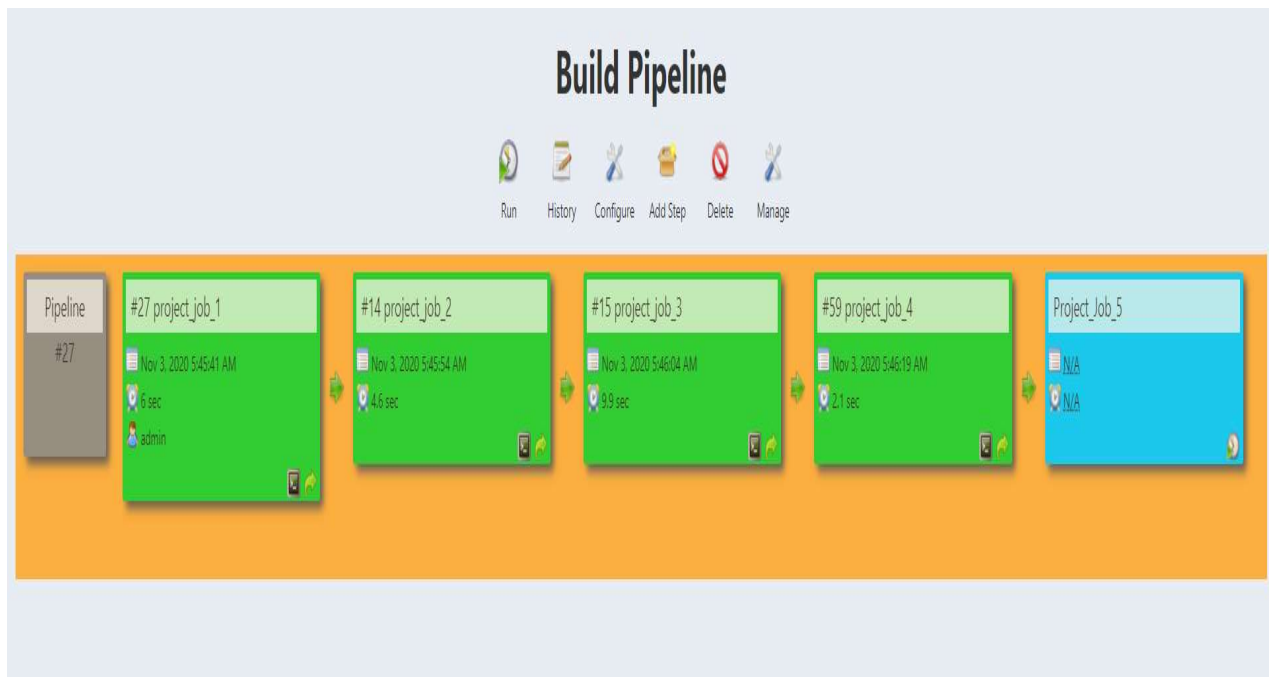 Build Pipeline
Run
History
Configure
Add Step
Delete
Manage
Pipeline
#27
#27 project_job_1
Nov 3, 2020 5:45:41 AM
6 sec
admin
#14 project_job_2
Nov 3, 2020 5:45:54 AM
4.6 sec
#15 project_job_3
Nov 3, 2020 5:46:04 AM
9.9 sec
#59 project_job_4
Nov 3, 2020 5:46:19 AM
2.1 sec
Project_Job_5
N/A
N/A